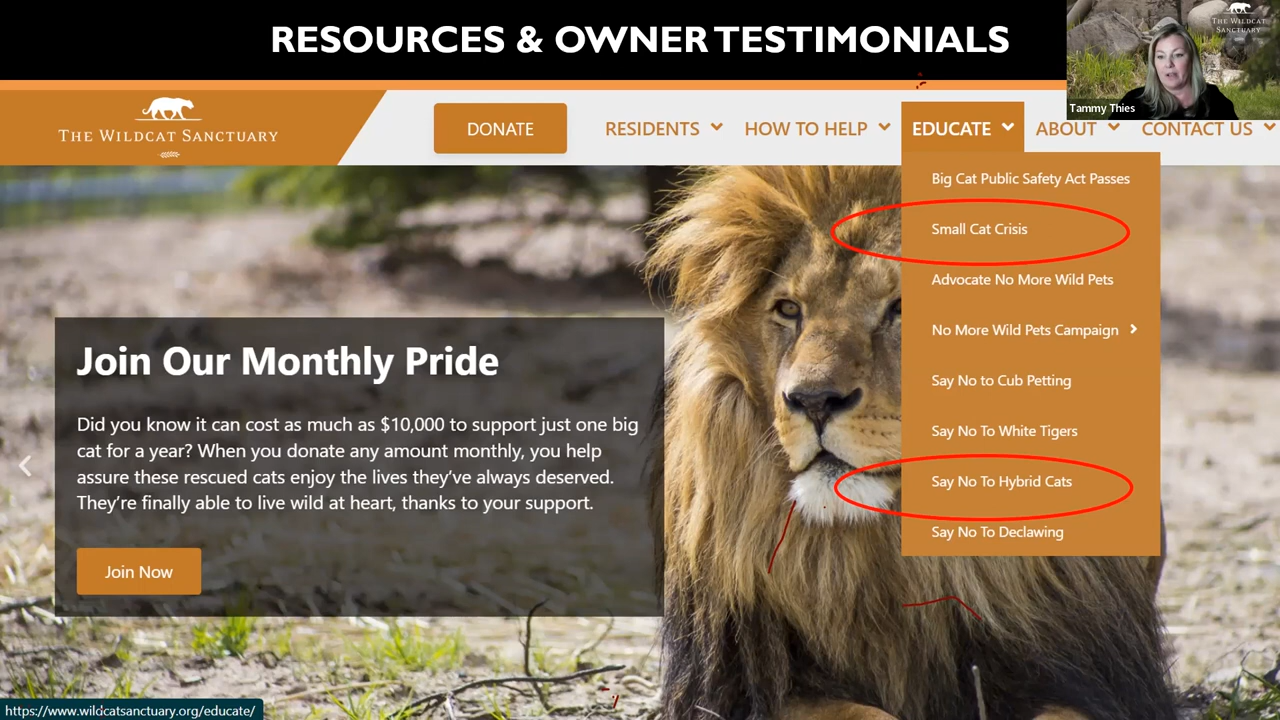 RESOURCES & OWNER TESTIMONIALS
THE WILDCAT
SANCTUARY
Tammy Thies
THE WILDCAT SANCTUARY
DONATE
RESIDENTS
HOW TO HELP
EDUCATE
ABOUT
CONTACT US
Big Cat Public Safety Act Passes
Small Cat Crisis
Advocate No More Wild Pets
No More Wild Pets Campaign
Say No to Cub Petting
Say No To White Tigers
Say No To Hybrid Cats
Say No To Declawing
Join Our Monthly Pride
Did you know it can cost as much as $10,000 to support just one big
cat for a year? When you donate any amount monthly, you help
assure these rescued cats enjoy the lives they’ve always deserved.
They’re finally able to live wild at heart, thanks to your support.
Join Now
https://www.wildcatsanctuary.org/educate/